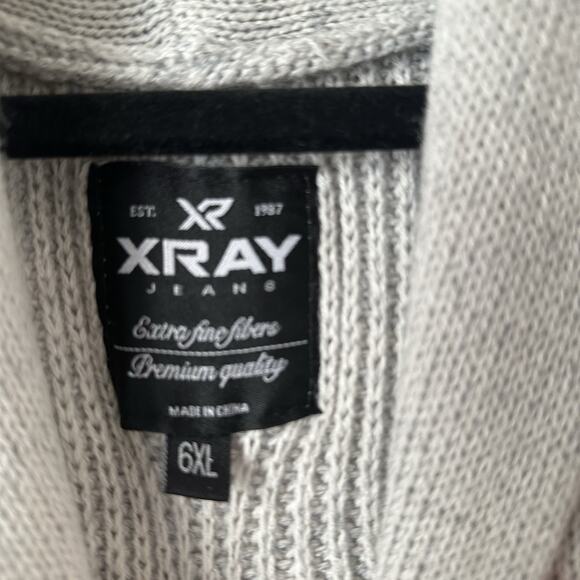 EST. XR 1987
XRAY
JEANS
Extra fine fibers
Premium quality
MADE IN CHINA
6XL